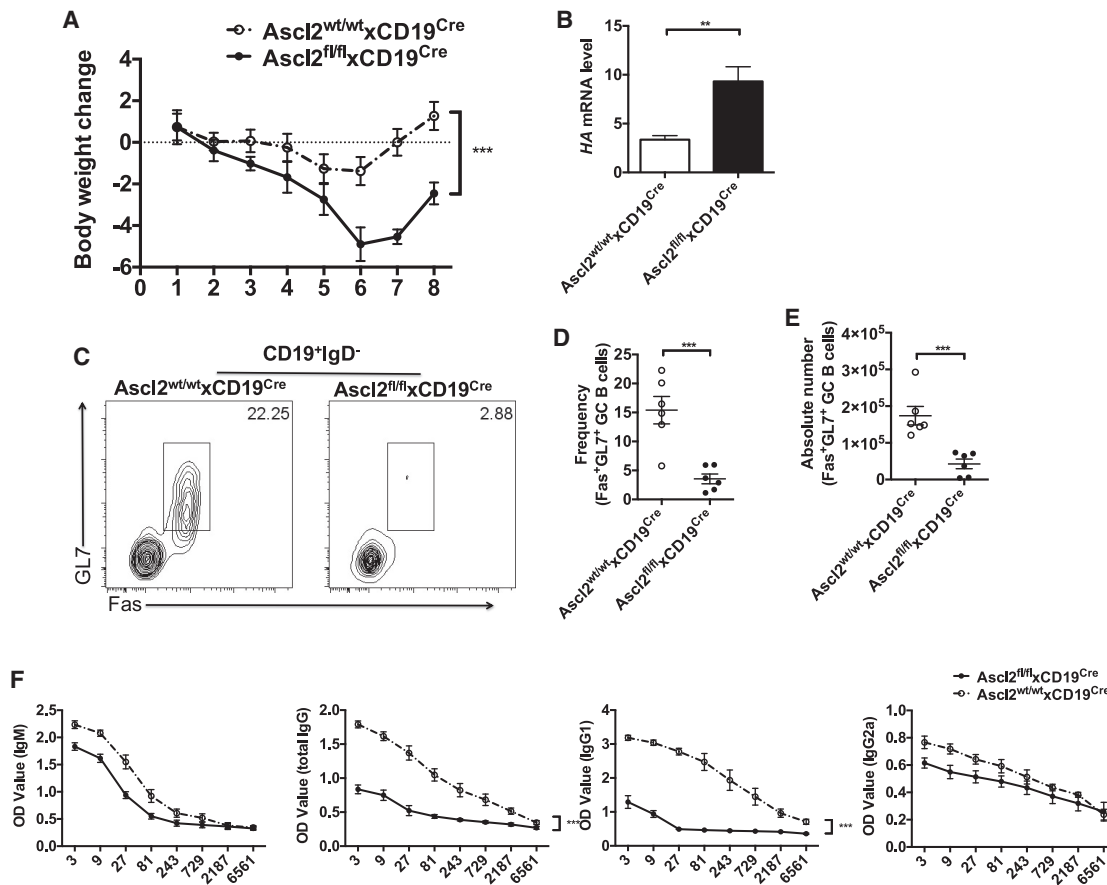 A
Ascl2wt/wtxCD19Cre
Ascl2fl/flxCD19Cre
Body weight change
4
2
0
-2
-4
-6
0 1 2 3 4 5 6 7 8
***
B
HA mRNA level
15
10
5
0
**
Ascl2wt/wtxCD19Cre
Ascl2fl/flxCD19Cre
C
CD19+IgD-
Ascl2wt/wtxCD19Cre Ascl2fl/flxCD19Cre
22.25
2.88
GL7
Fas
D
Frequency
(Fas+GL7+ GC B cells)
25
20
15
10
5
0
***
Ascl2wt/wtxCD19Cre
Ascl2fl/flxCD19Cre
E
Absolute number
(Fas+GL7+ GC B cells)
4×10⁵
3×10⁵
2×10⁵
1×10⁵
0
***
Ascl2wt/wtxCD19Cre
Ascl2fl/flxCD19Cre
F
Ascl2fl/flxCD19Cre
Ascl2wt/wtxCD19Cre
OD Value (IgM)
2.5
2.0
1.5
1.0
0.5
0.0
3 9 27 81 243 729 2187 6561
OD Value (total IgG)
2.0
1.5
1.0
0.5
0.0
3 9 27 81 243 729 2187 6561
***
OD Value (IgG1)
4
3
2
1
0
3 9 27 81 243 729 2187 6561
***
OD Value (IgG2a)
1.0
0.8
0.6
0.4
0.2
0.0
3 9 27 81 243 729 2187 6561